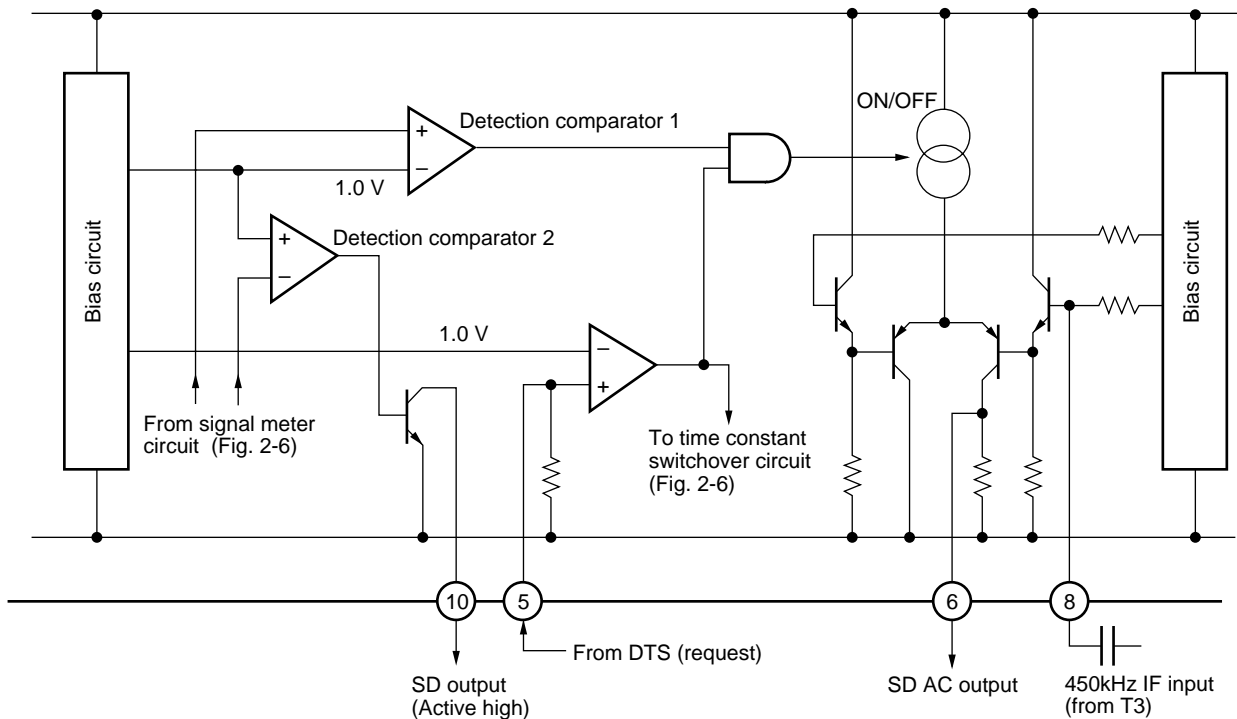 ON/OFF
Detection comparator 1
+
−
1.0 V
Bias circuit
Bias circuit
Detection comparator 2
+
−
1.0 V
−
+
From signal meter
circuit  (Fig. 2-6)
To time constant
switchover circuit
(Fig. 2-6)
10
5
6
8
From DTS (request)
SD output
(Active high)
SD AC output
450kHz IF input
(from T3)